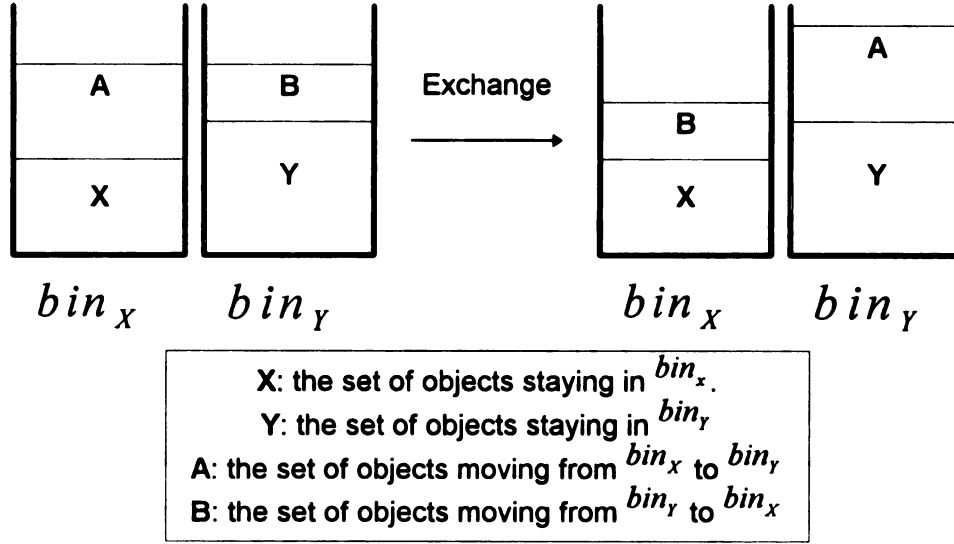 A B Exchange A
B
Y Y
X X
bin_X bin_Y bin_X bin_Y
X: the set of objects staying in bin_x.
Y: the set of objects staying in bin_Y
A: the set of objects moving from bin_X to bin_Y
B: the set of objects moving from bin_Y to bin_X